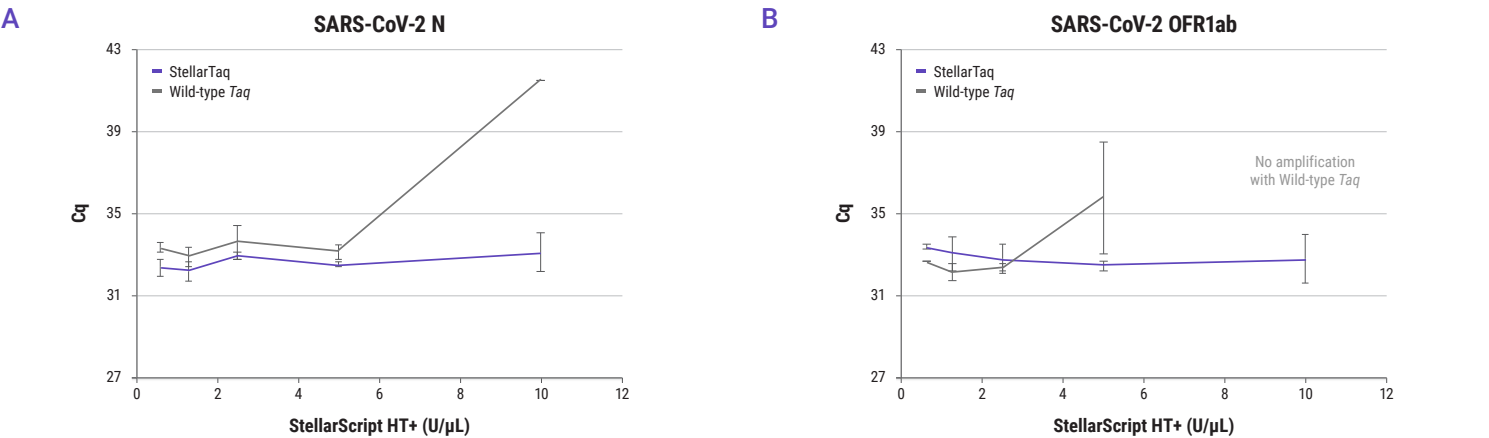 A
SARS-CoV-2 N
43
39
35
31
27
Cq
StellarTaq
Wild-type Taq
0 2 4 6 8 10 12
StellarScript HT+ (U/µL)
B
SARS-CoV-2 OFR1ab
43
39
35
31
27
Cq
StellarTaq
Wild-type Taq
No amplification
with Wild-type Taq
0 2 4 6 8 10 12
StellarScript HT+ (U/µL)